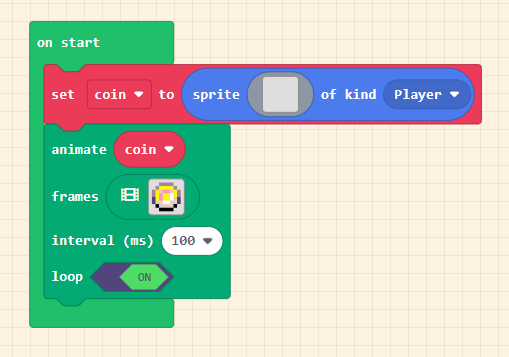 on start
set coin to sprite of kind Player
animate coin
frames
interval (ms) 100
loop ON